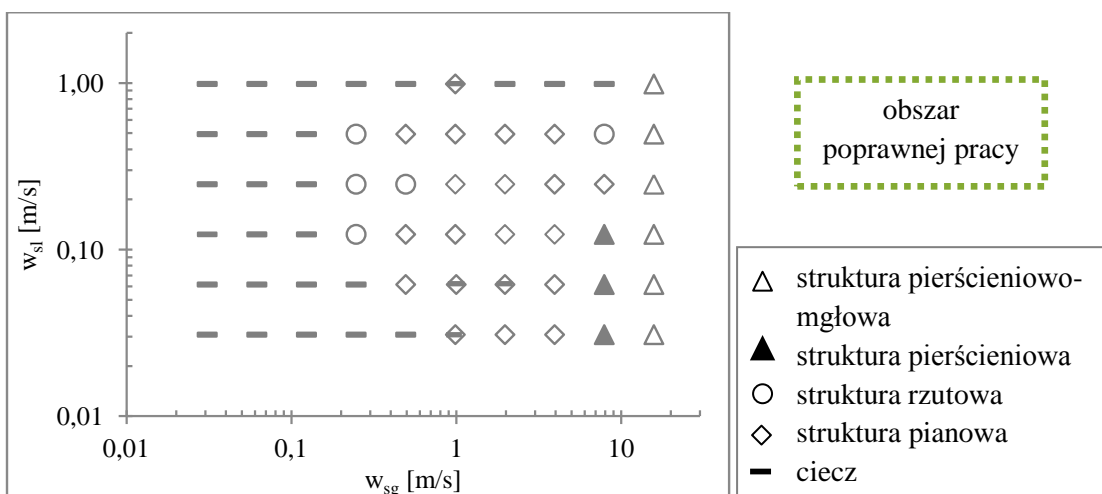 1,00
0,10
0,01
w_sl [m/s]
0,01
0,1
1
10
w_sg [m/s]
obszar
poprawnej pracy
struktura pierścieniowo-
mgłowa
struktura pierścieniowa
struktura rzutowa
struktura pianowa
ciecz